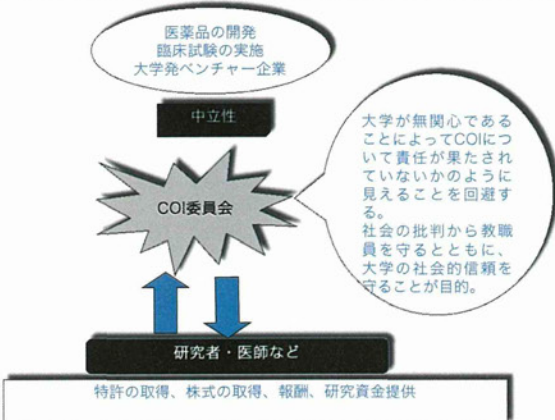 医薬品の開発
臨床試験の実施
大学発ベンチャー企業
中立性
大学が無関心である
ことによってCOIにつ
いて責任が果たされ
ていないかのように
見えることを回避す
る。
社会の批判から教職
員を守るとともに、
大学の社会的信頼を
守ることが目的。
COI委員会
研究者・医師など
特許の取得、株式の取得、報酬、研究資金提供